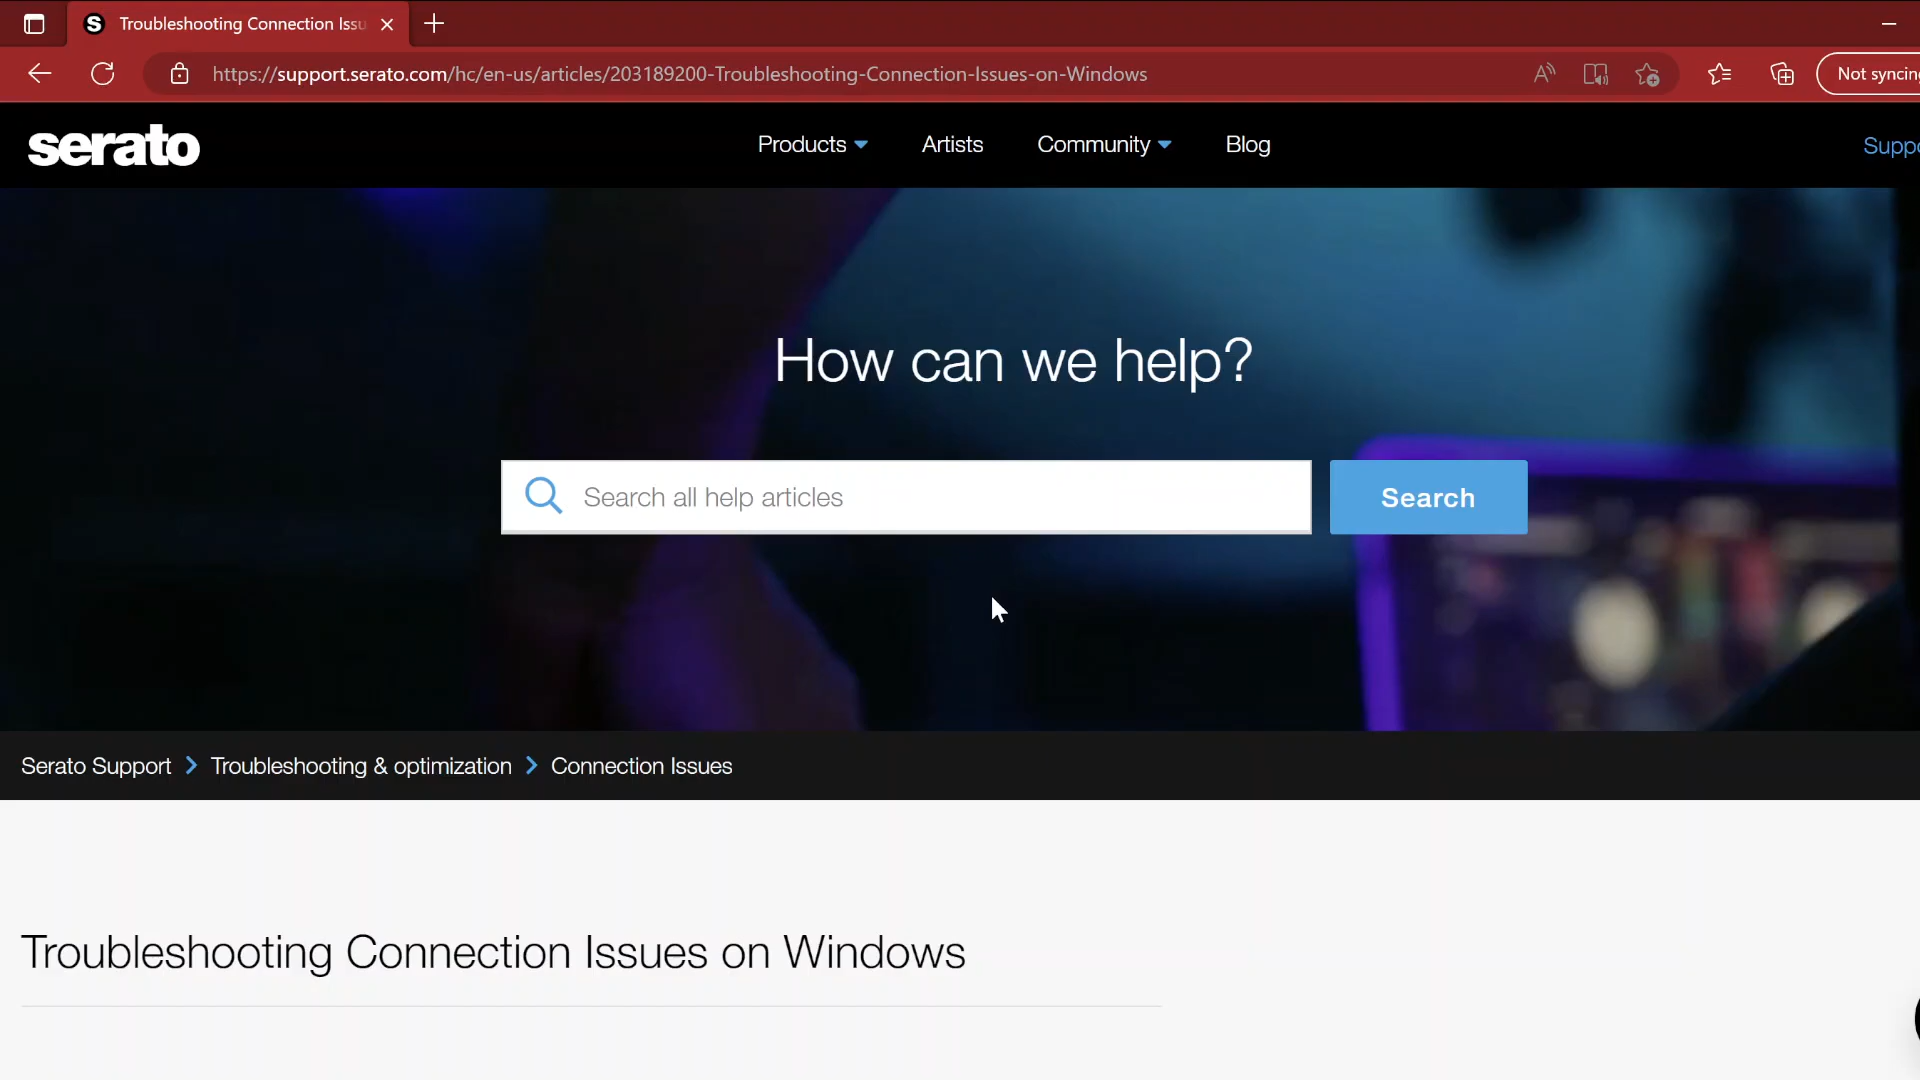 Troubleshooting Connection Issu
https://support.serato.com/hc/en-us/articles/203189200-Troubleshooting-Connection-Issues-on-Windows
Not syncing
serato
Products
Artists
Community
Blog
Suppo
How can we help?
Search all help articles
Search
Serato Support > Troubleshooting & optimization > Connection Issues
Troubleshooting Connection Issues on Windows